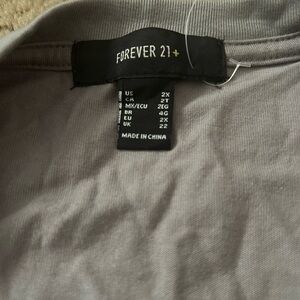 FOREVER 21+
US 2X
CA 2T
MX/ECU 2EG
BR 4G
EU 2X
UK 22
MADE IN CHINA